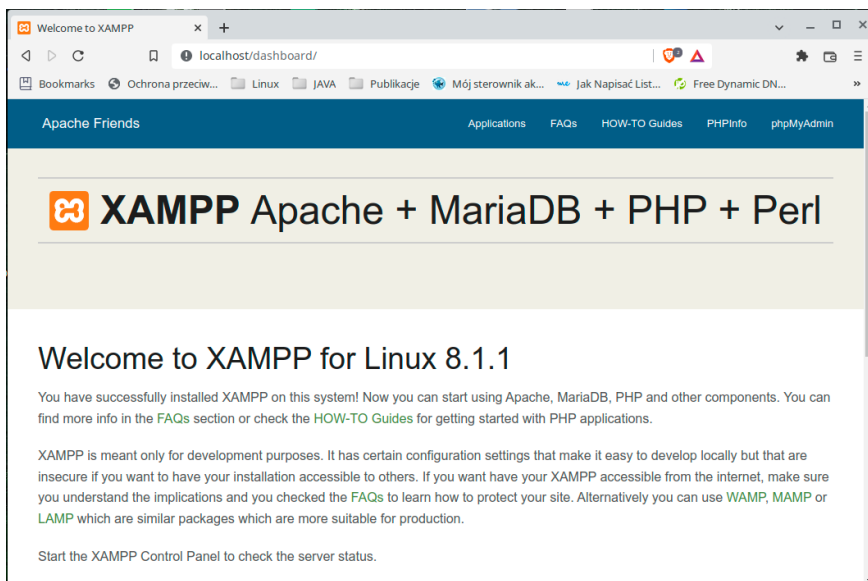 Welcome to XAMPP
localhost/dashboard/
Bookmarks Ochrona przeciw... Linux JAVA Publikacje Mój sterownik ak... Jak Napisać List... Free Dynamic DN...
Apache Friends Applications FAQs HOW-TO Guides PHPInfo phpMyAdmin
XAMPP Apache + MariaDB + PHP + Perl
Welcome to XAMPP for Linux 8.1.1
You have successfully installed XAMPP on this system! Now you can start using Apache, MariaDB, PHP and other components. You can
find more info in the FAQs section or check the HOW-TO Guides for getting started with PHP applications.
XAMPP is meant only for development purposes. It has certain configuration settings that make it easy to develop locally but that are
insecure if you want to have your installation accessible to others. If you want have your XAMPP accessible from the internet, make sure
you understand the implications and you checked the FAQs to learn how to protect your site. Alternatively you can use WAMP, MAMP or
LAMP which are similar packages which are more suitable for production.
Start the XAMPP Control Panel to check the server status.